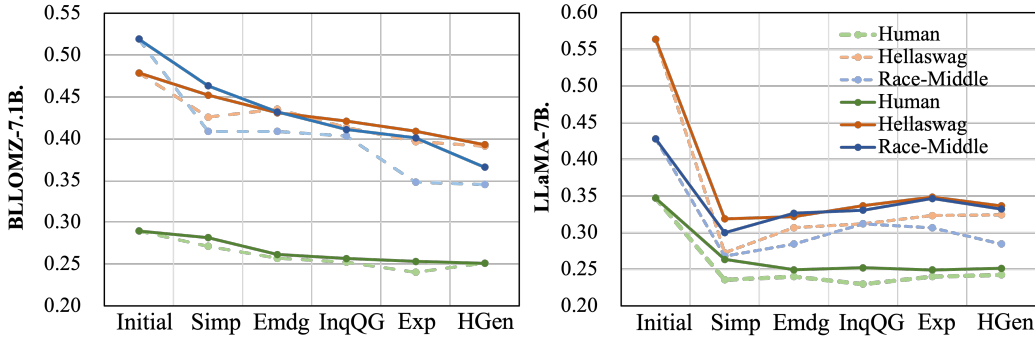 BLLOMZ-7.1B.
0.55
0.50
0.45
0.40
0.35
0.30
0.25
0.20
Initial Simp Emdg InqQG Exp HGen
LLaMA-7B.
0.60
0.55
0.50
0.45
0.40
0.35
0.30
0.25
0.20
Human
Hellaswag
Race-Middle
Human
Hellaswag
Race-Middle
Initial Simp Emdg InqQG Exp HGen